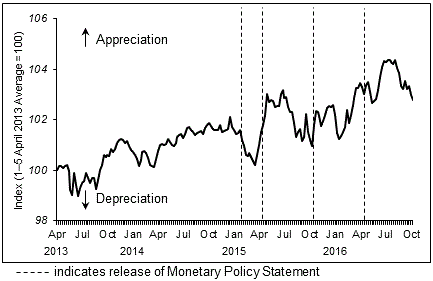 Index (1–5 April 2013 Average = 100)
106
104
102
100
98
Appreciation
Depreciation
Apr Jul Oct Jan Apr Jul Oct Jan Apr Jul Oct Jan Apr Jul Oct
2013 2014 2015 2016
----- indicates release of Monetary Policy Statement